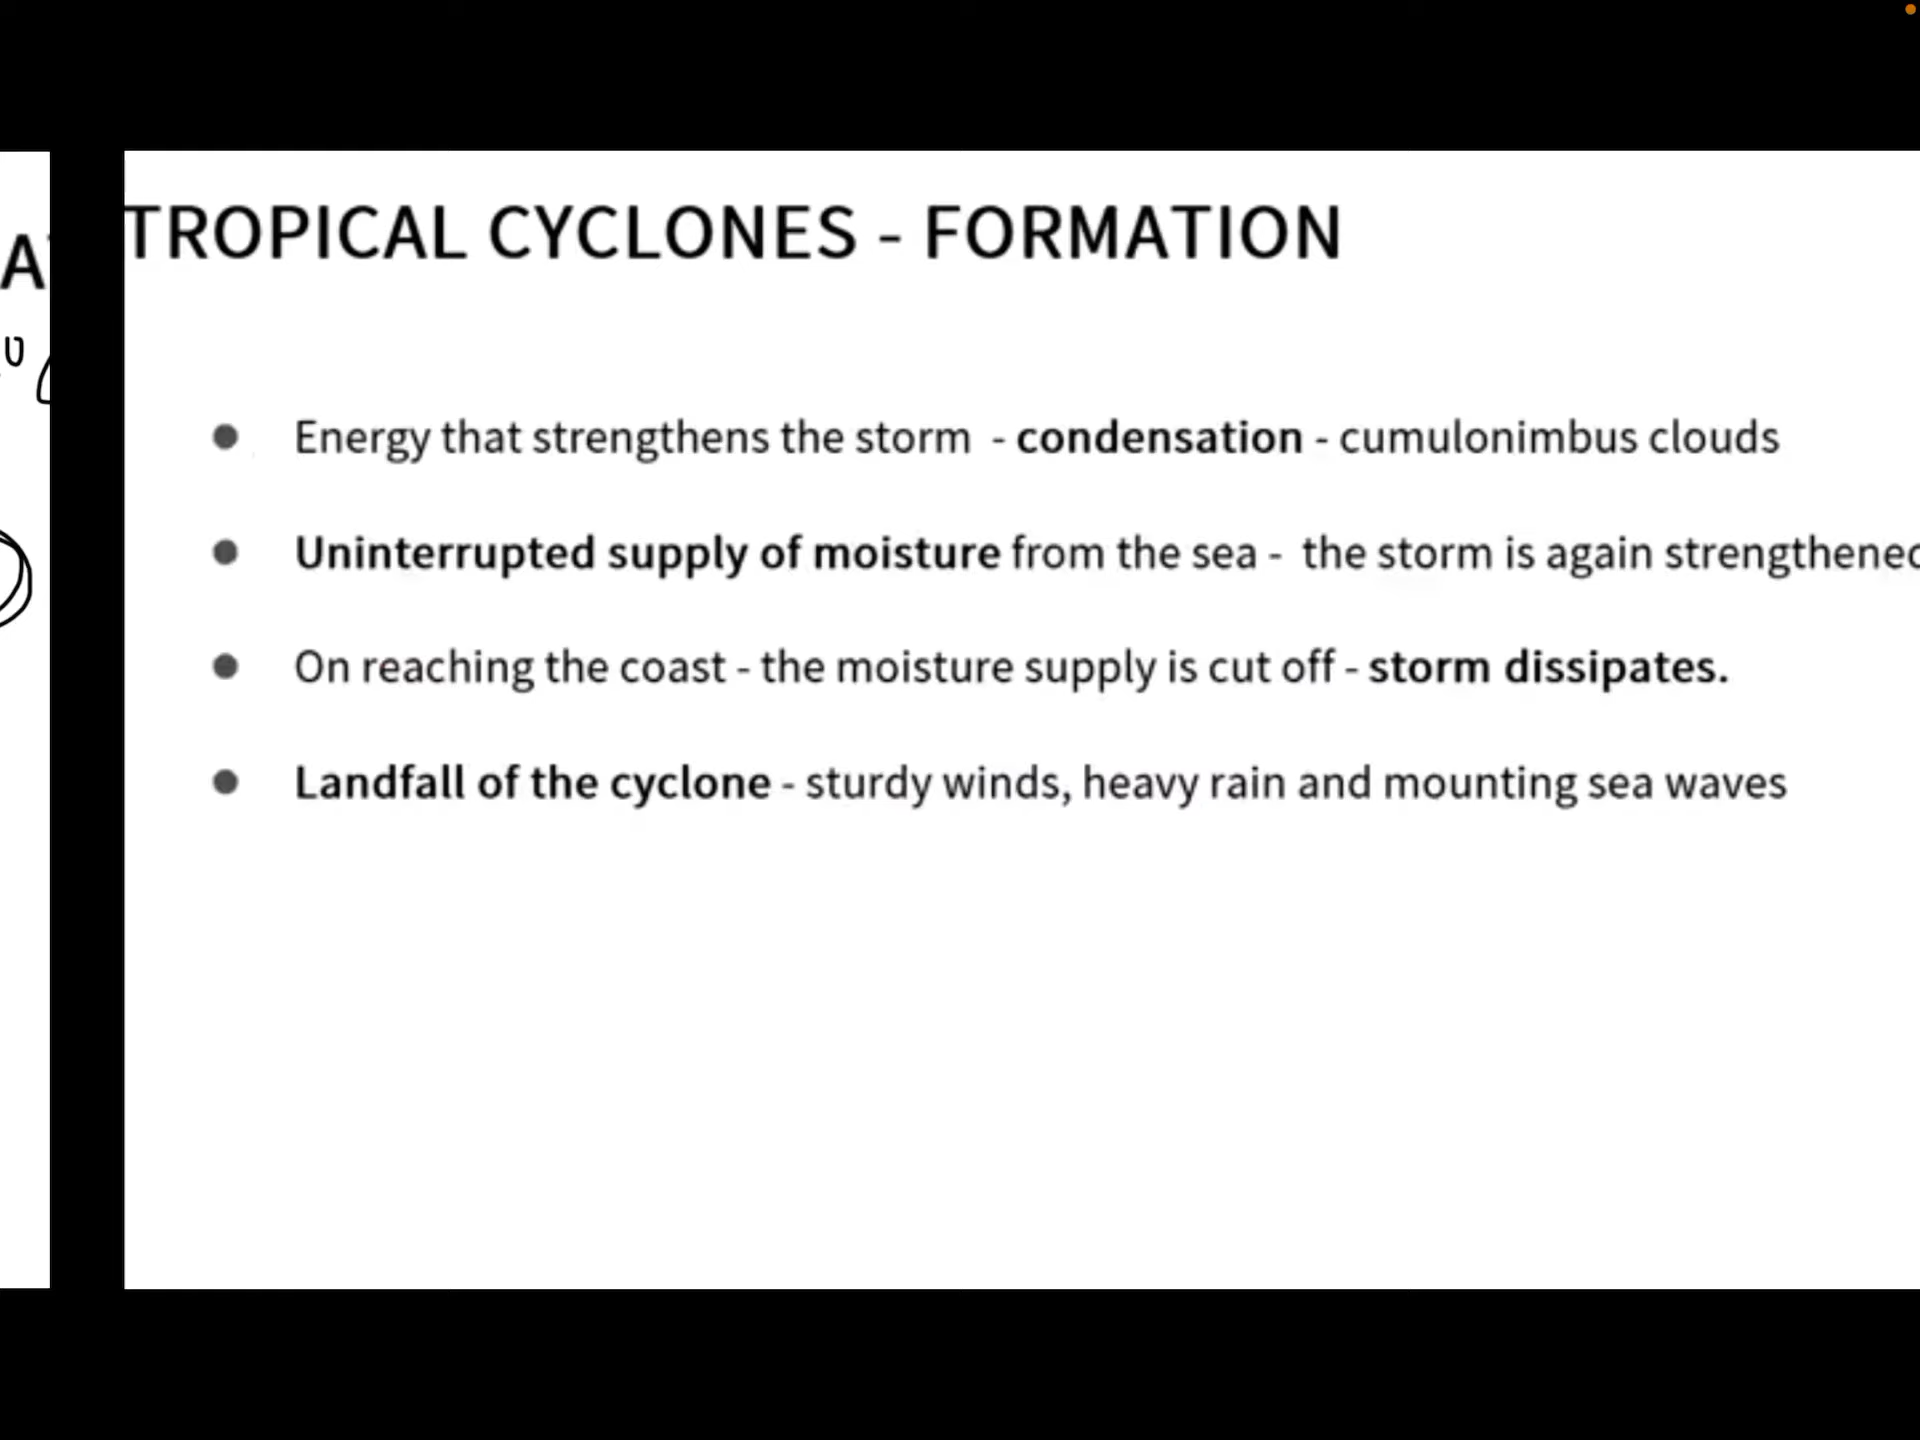 TROPICAL CYCLONES - FORMATION
Energy that strengthens the storm - condensation - cumulonimbus clouds
Uninterrupted supply of moisture from the sea - the storm is again strengthened
On reaching the coast - the moisture supply is cut off - storm dissipates.
Landfall of the cyclone - sturdy winds, heavy rain and mounting sea waves